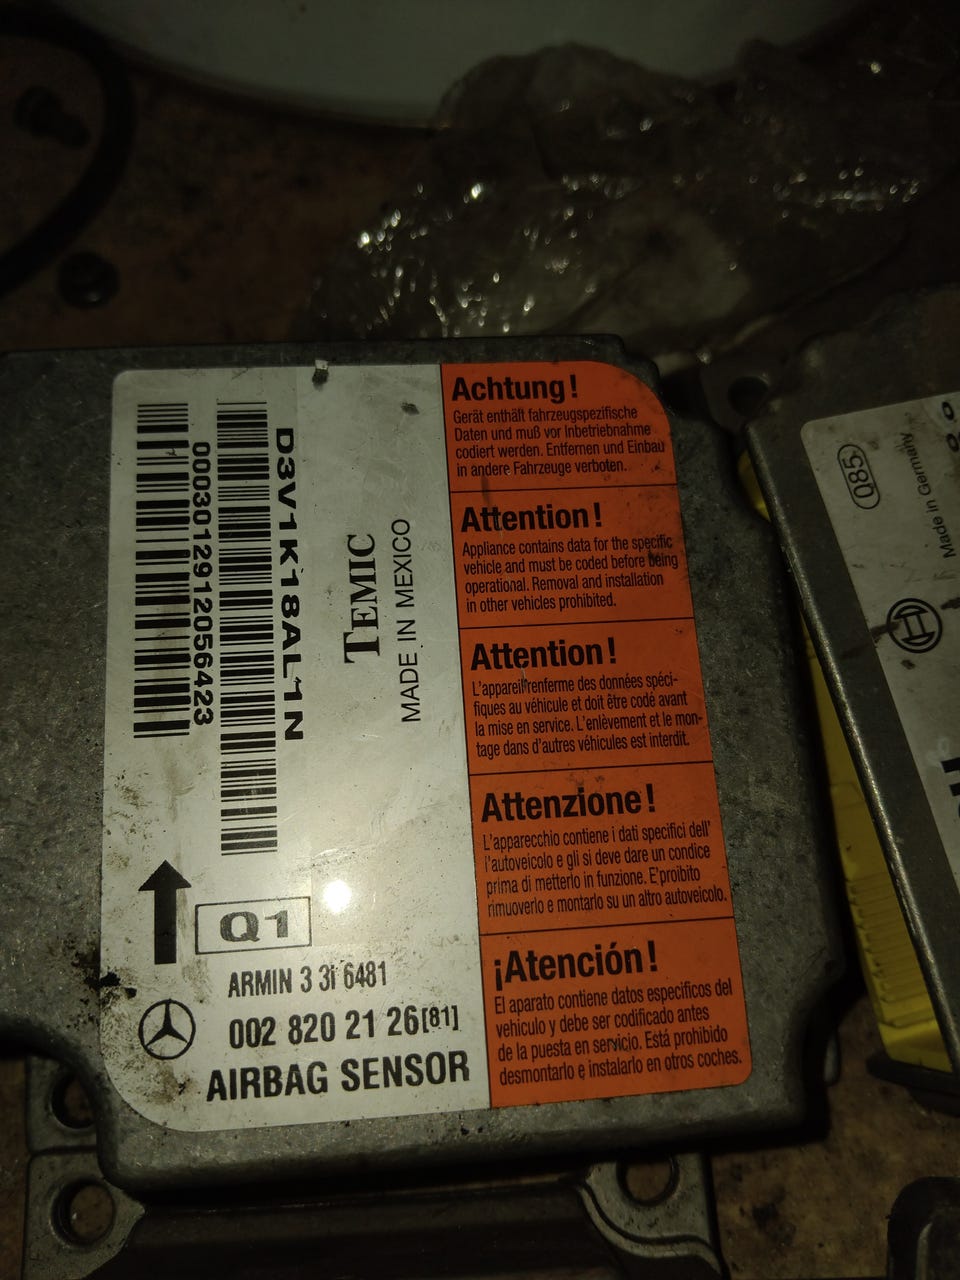 D3V1K18AL1N
0003012912056423
TEMIC
MADE IN MEXICO
Q1
ARMIN 3 3i 6481
002 820 21 26[81]
AIRBAG SENSOR
Achtung!
Gerät enthält fahrzeugspezifische
Daten und muß vor Inbetriebnahme
codiert werden. Entfernen und Einbau
in andere Fahrzeuge verboten.
Attention!
Appliance contains data for the specific
vehicle and must be coded before being
operational. Removal and installation
in other vehicles prohibited.
Attention!
L'appareil renferme des données spéci-
fiques au véhicule et doit être codé avant
la mise en service. L'enlèvement et le mon-
tage dans d'autres véhicules est interdit.
Attenzione!
L'apparecchio contiene i dati specifici dell'
l'autoveicolo e gli si deve dare un condice
prima di metterlo in funzione. E'proibito
rimuoverlo e montarlo su un altro autoveicolo.
¡Atención!
El aparato contiene datos especificos del
vehiculo y debe ser codificado antes
de la puesta en servicio. Está prohibido
desmontarlo e instalarlo en otros coches.
085
Made in Germany